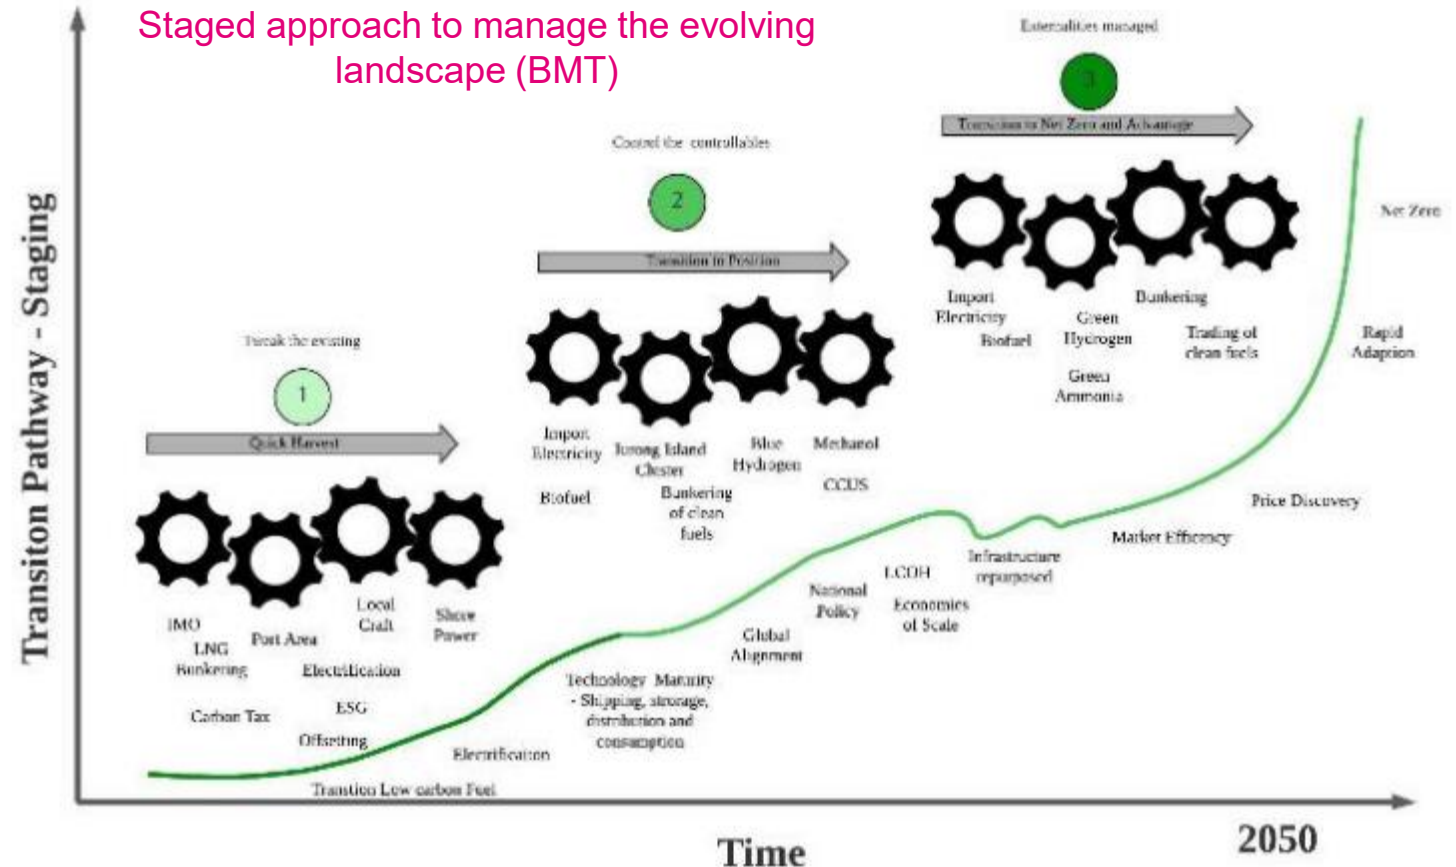 Staged approach to manage the evolving
landscape (BMT)
Externalities managed
3
Transition to Net Zero and Advantage
Control the controllables
2
Transition to Position
Net Zero
Import
Electricity
Biofuel
Green
Hydrogen
Green
Ammonia
Bunkering
Trading of
clean fuels
Rapid
Adaption
Tweak the existing
1
Quick Harvest
Import
Electricity
Biofuel
Jurong Island
Cluster
Bunkering
of clean
fuels
Blue
Hydrogen
Methanol
CCUS
Price Discovery
Market Efficency
Infrastructure
repurposed
LCOH
Economies
of Scale
National
Policy
Global
Alignment
IMO
LNG
Bunkering
Port Area
Local
Craft
Shore
Power
Electrification
Carbon Tax
ESG
Offsetting
Technology Maturity
- Shipping, strorage,
distribution and
consumption
Electrification
Transtion Low carbon Fuel
Transiton Pathway - Staging
Time
2050